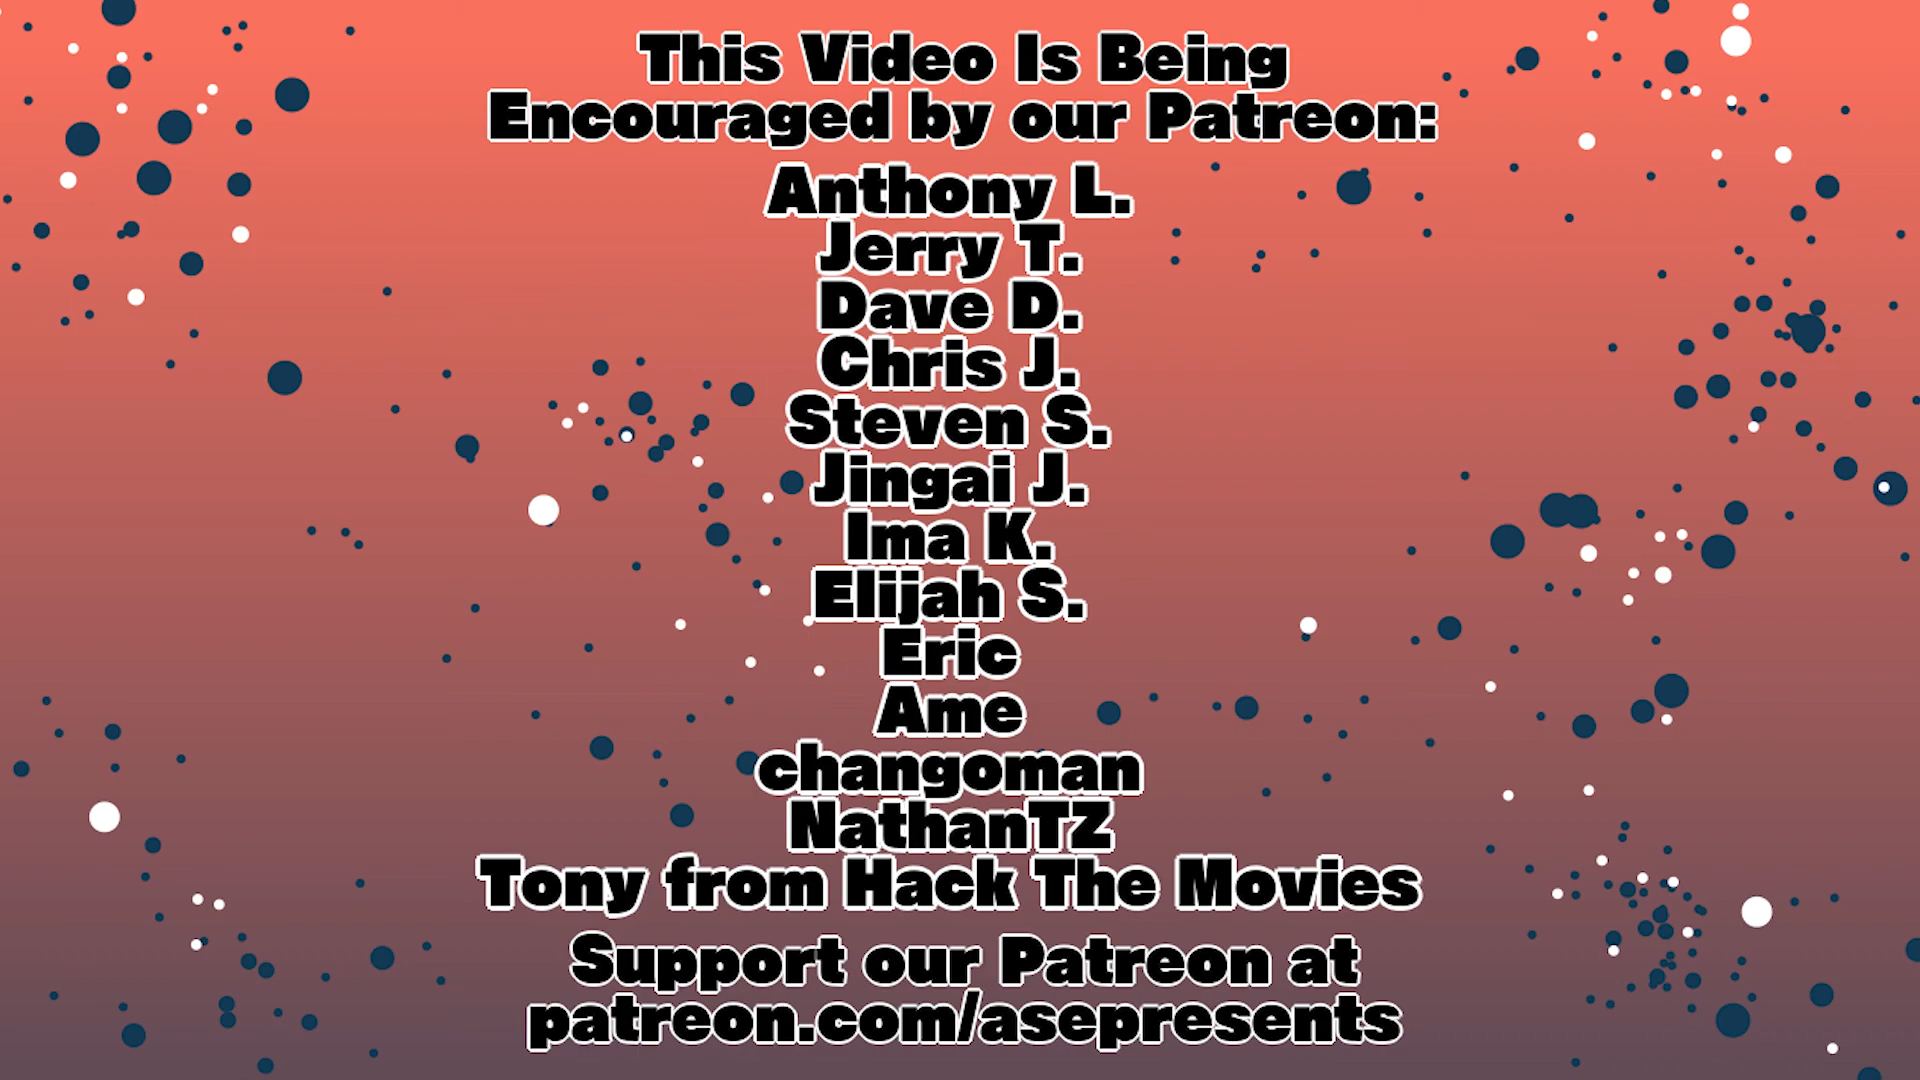 This Video Is Being
Encouraged by our Patreon:
Anthony L.
Jerry T.
Dave D.
Chris J.
Steven S.
Jingai J.
Ima K.
Elijah S.
Eric
Ame
changoman
NathanTZ
Tony from Hack The Movies
Support our Patreon at
patreon.com/asepresents